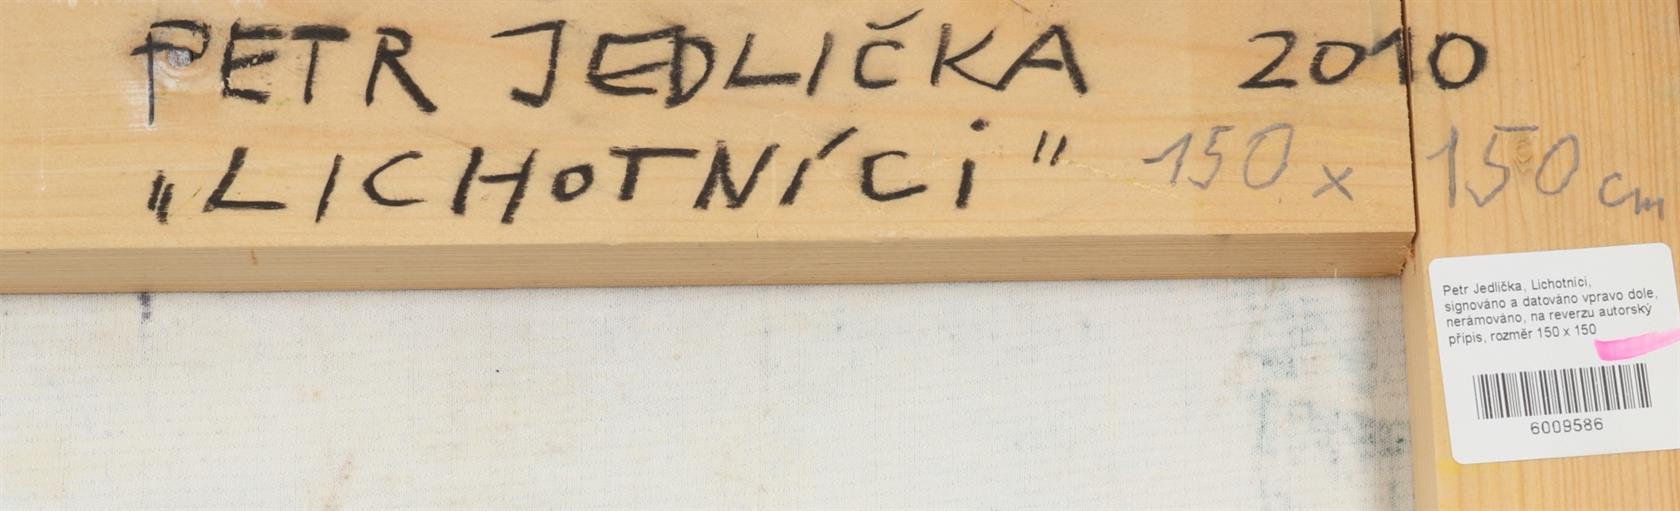 PETR JEDLIČKA 2010
„LICHOTNÍCI" 150 x 150 cm
Petr Jedlička, Lichotníci,
signováno a datováno vpravo dole,
nerámováno, na reverzu autorský
přípis, rozměr 150 x 150
6009586